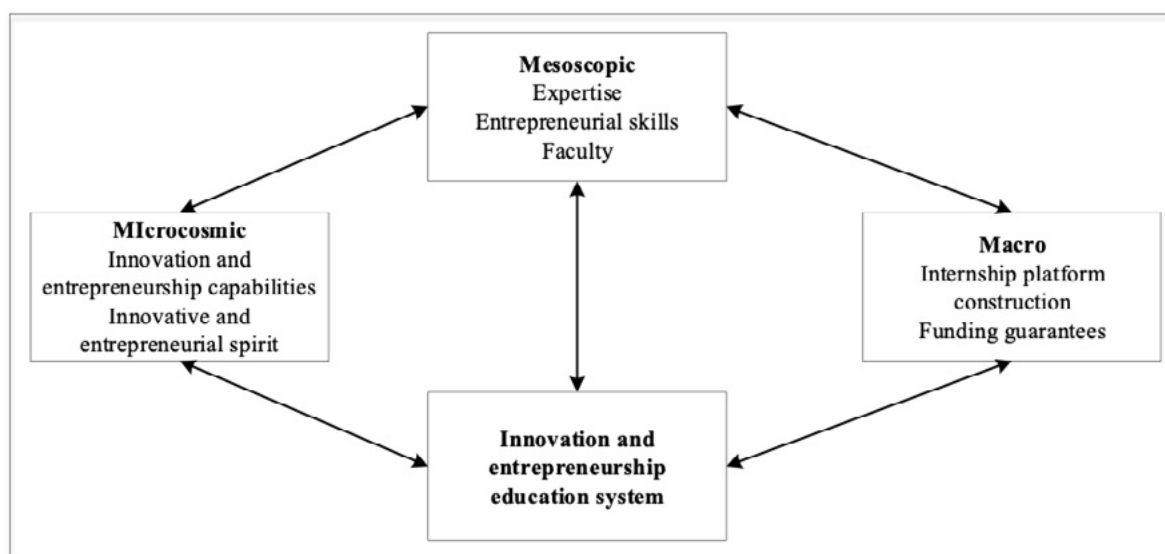 Mesoscopic
Expertise
Entrepreneurial skills
Faculty
MIcrocosmic
Innovation and
entrepreneurship capabilities
Innovative and
entrepreneurial spirit
Macro
Internship platform
construction
Funding guarantees
Innovation and
entrepreneurship
education system